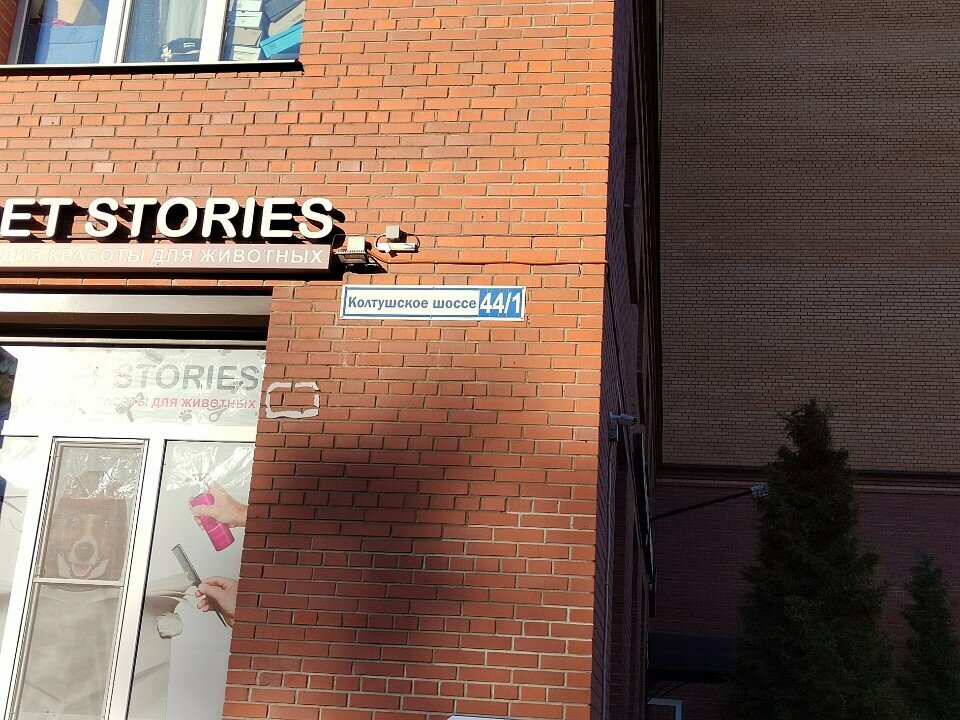 ET STORIES
ДИЯ КРАСОТЫ ДЛЯ ЖИВОТНЫХ
Колтушское шоссе 44/1
STORIES
ДЛЯ ЖИВОТНЫХ